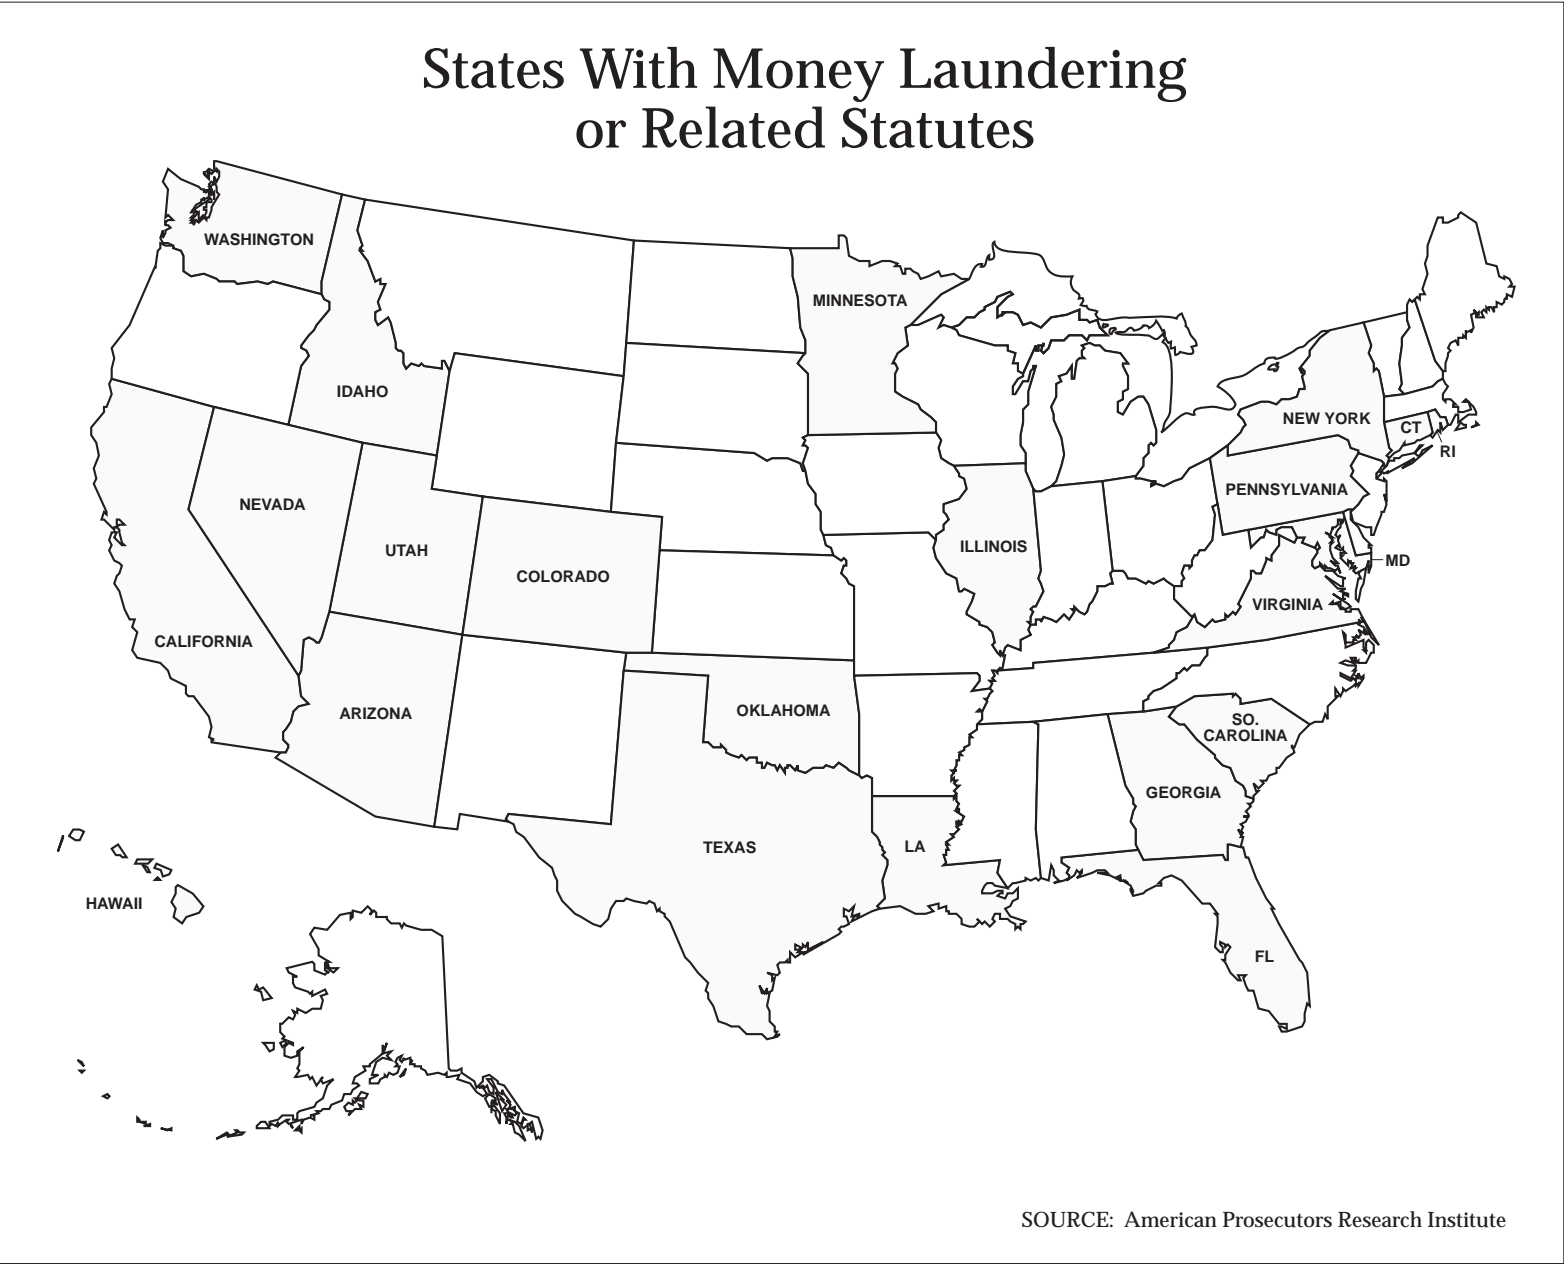 States With Money Laundering
or Related Statutes
WASHINGTON
MINNESOTA
IDAHO
NEW YORK
CT
RI
NEVADA
PENNSYLVANIA
UTAH
ILLINOIS
COLORADO
MD
VIRGINIA
CALIFORNIA
ARIZONA
OKLAHOMA
SO.
CAROLINA
GEORGIA
TEXAS
LA
HAWAII
FL
SOURCE: American Prosecutors Research Institute